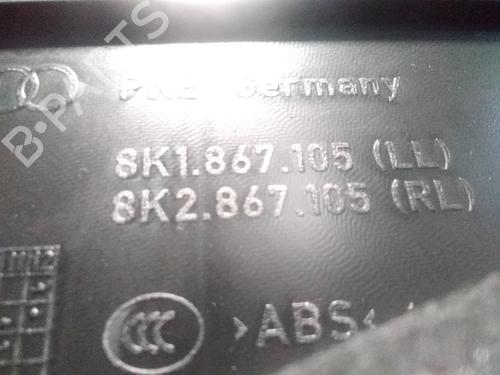 Germany
8K1.867.105 (LL)
8K2.867.105 (RL)
CCC
>ABS<
B-PARTS